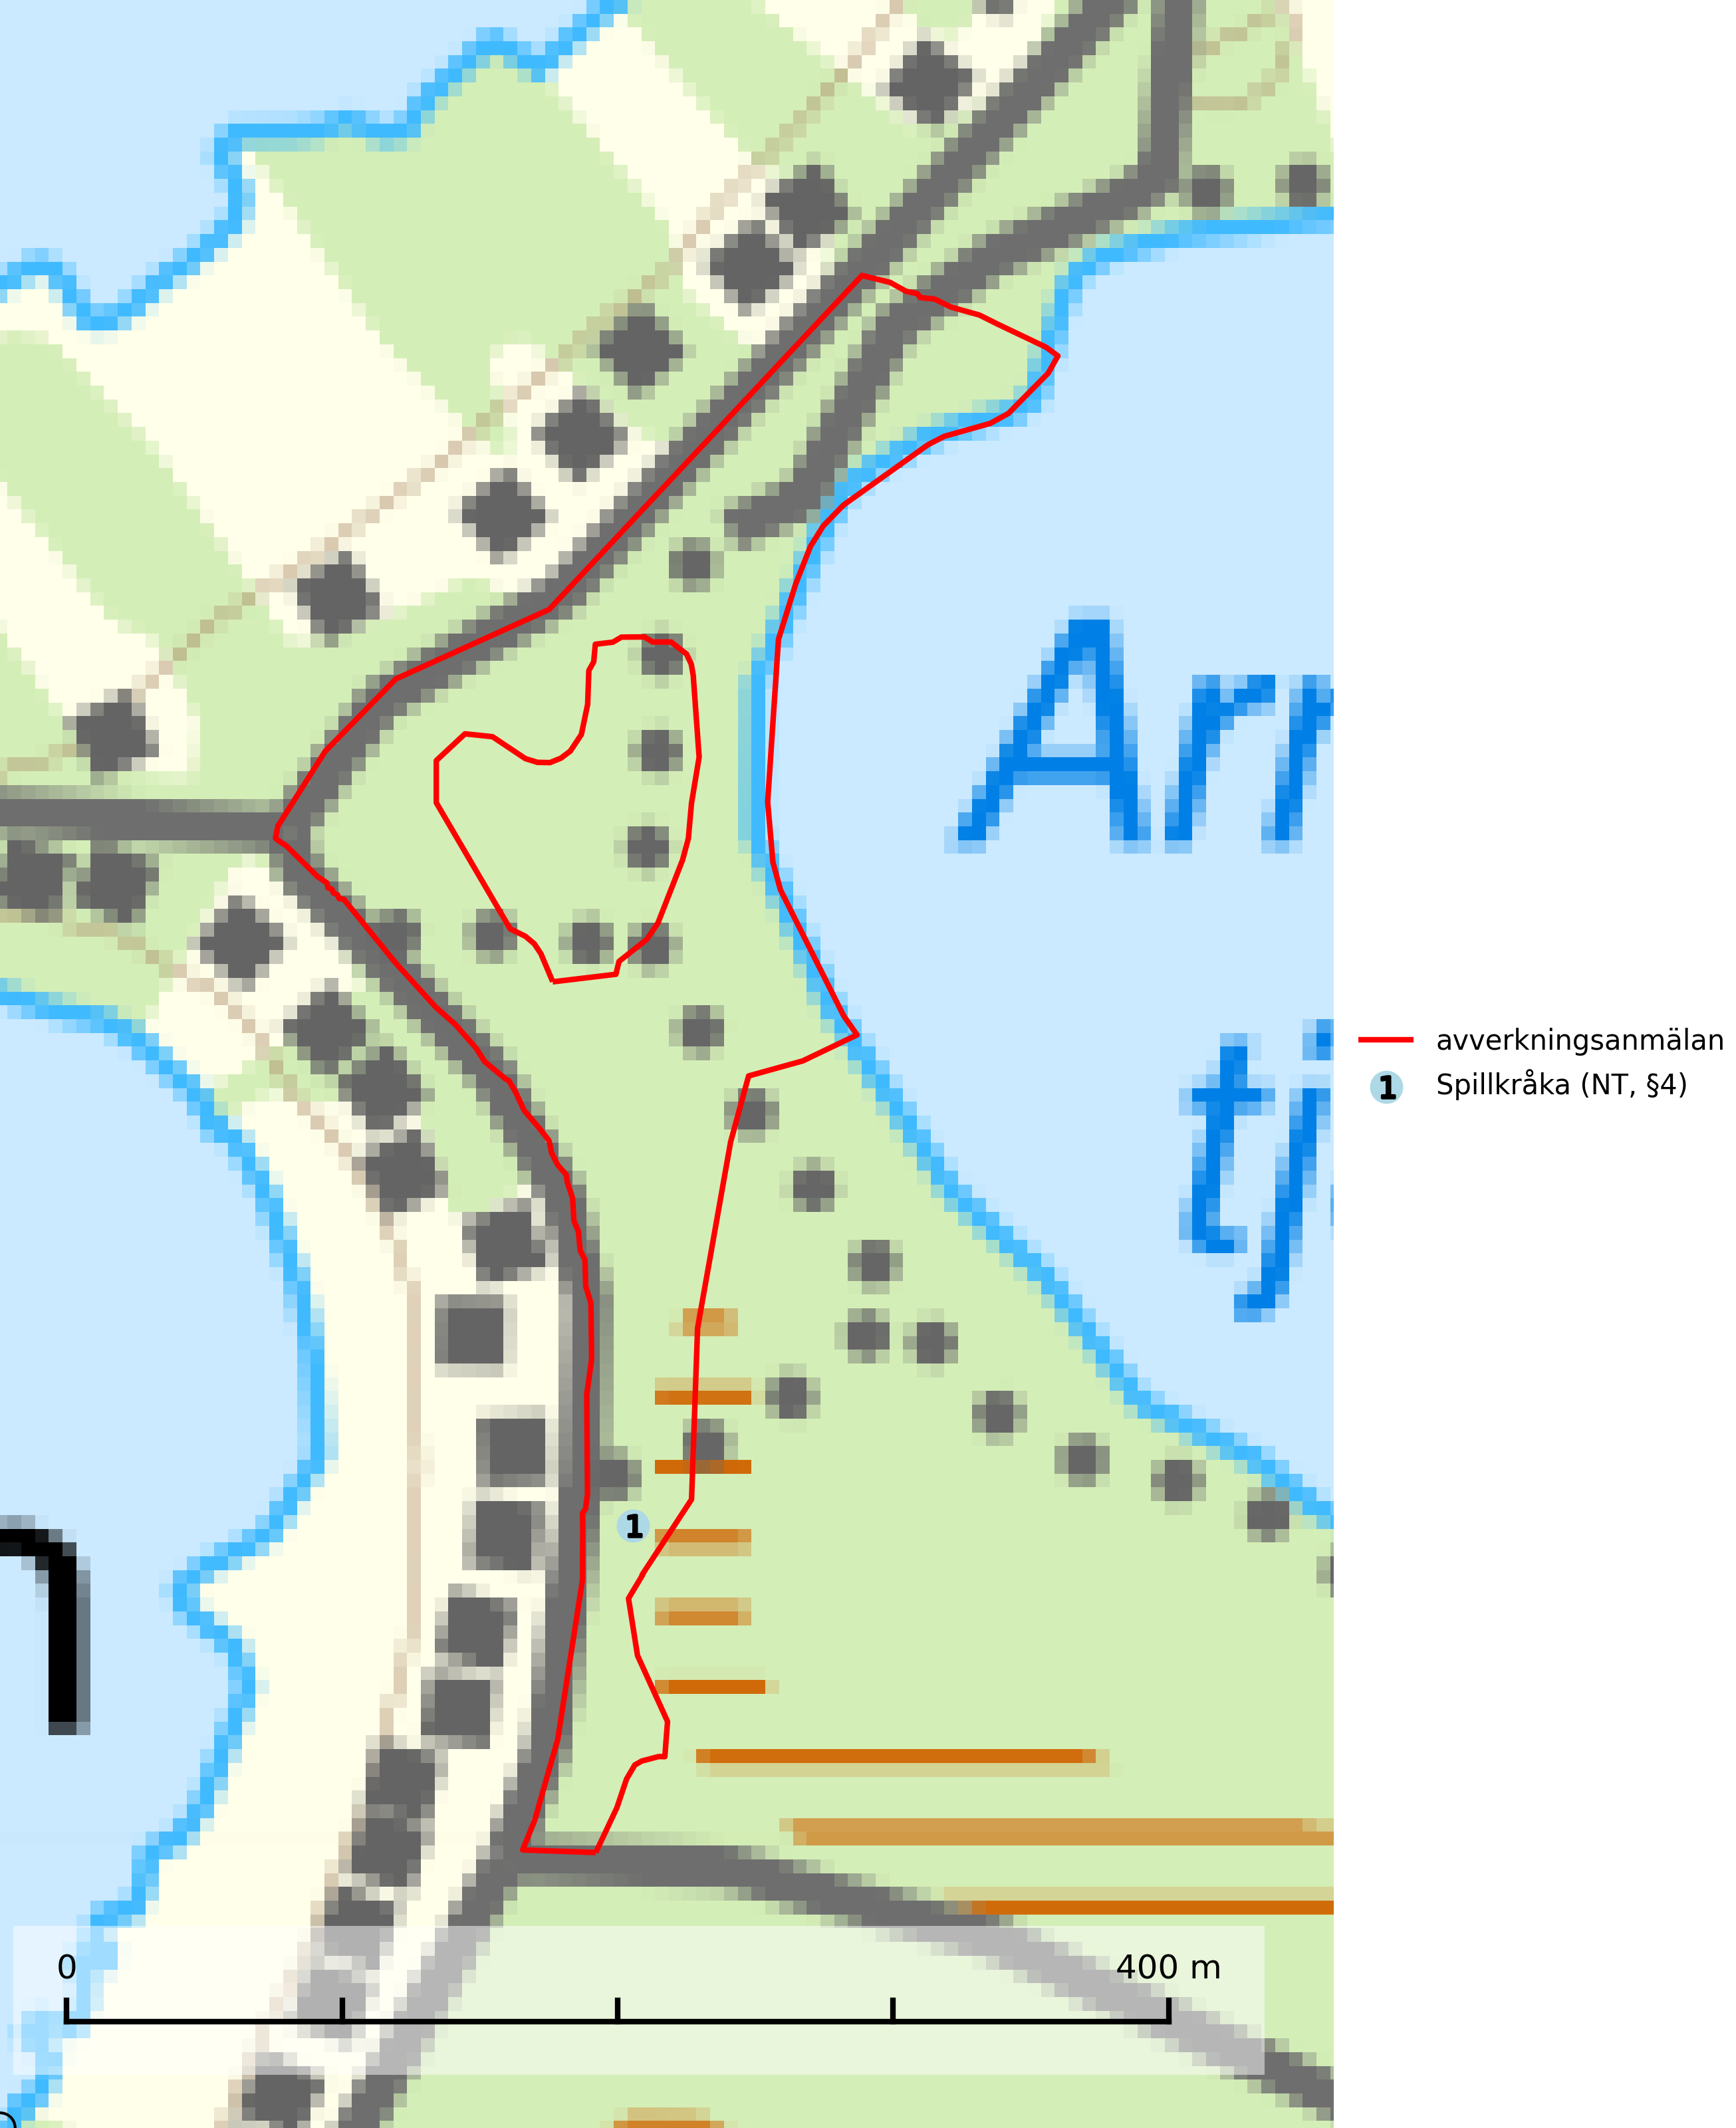 avverkningsanmälan
1 Spillkråka (NT, §4)
1
0 400 m